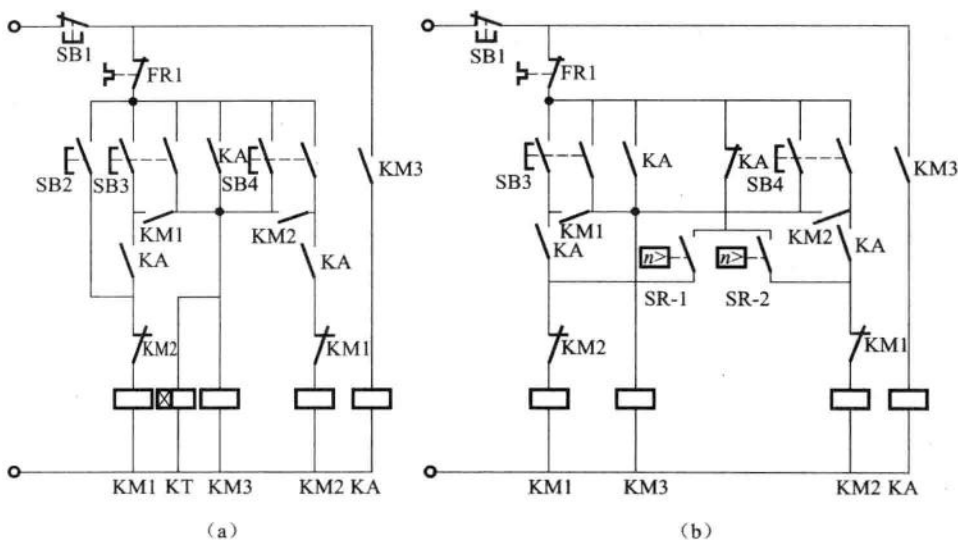 SB1
FR1
SB2
SB3
KA
SB4
KM3
KM1
KM2
KA
KA
KM2
KM1
KM1
KT
KM3
KM2
KA
(a)
SB1
FR1
SB3
KA
KA
SB4
KM3
KM1
KM2
KA
KA
n>
n>
SR-1
SR-2
KM2
KM1
KM1
KM3
KM2
KA
(b)